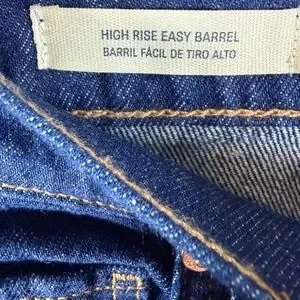 HIGH RISE EASY BARREL
BARRIL FÁCIL DE TIRO ALTO